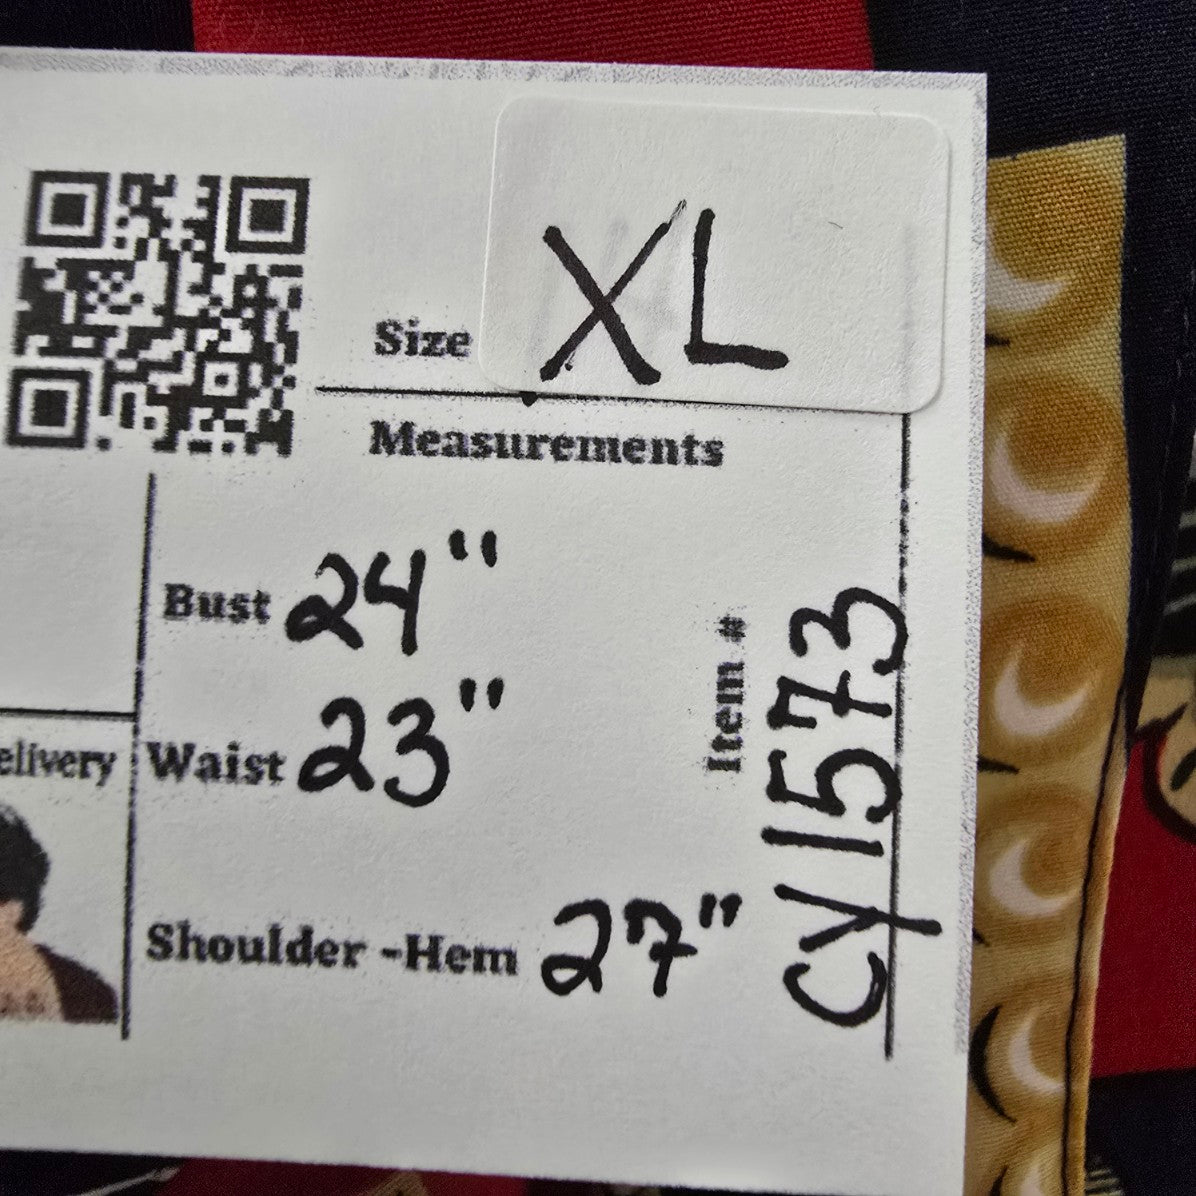 Size XL
Measurements
Bust 24"
elivery
Waist 23"
Shoulder -Hem 27"
Item # CY1573